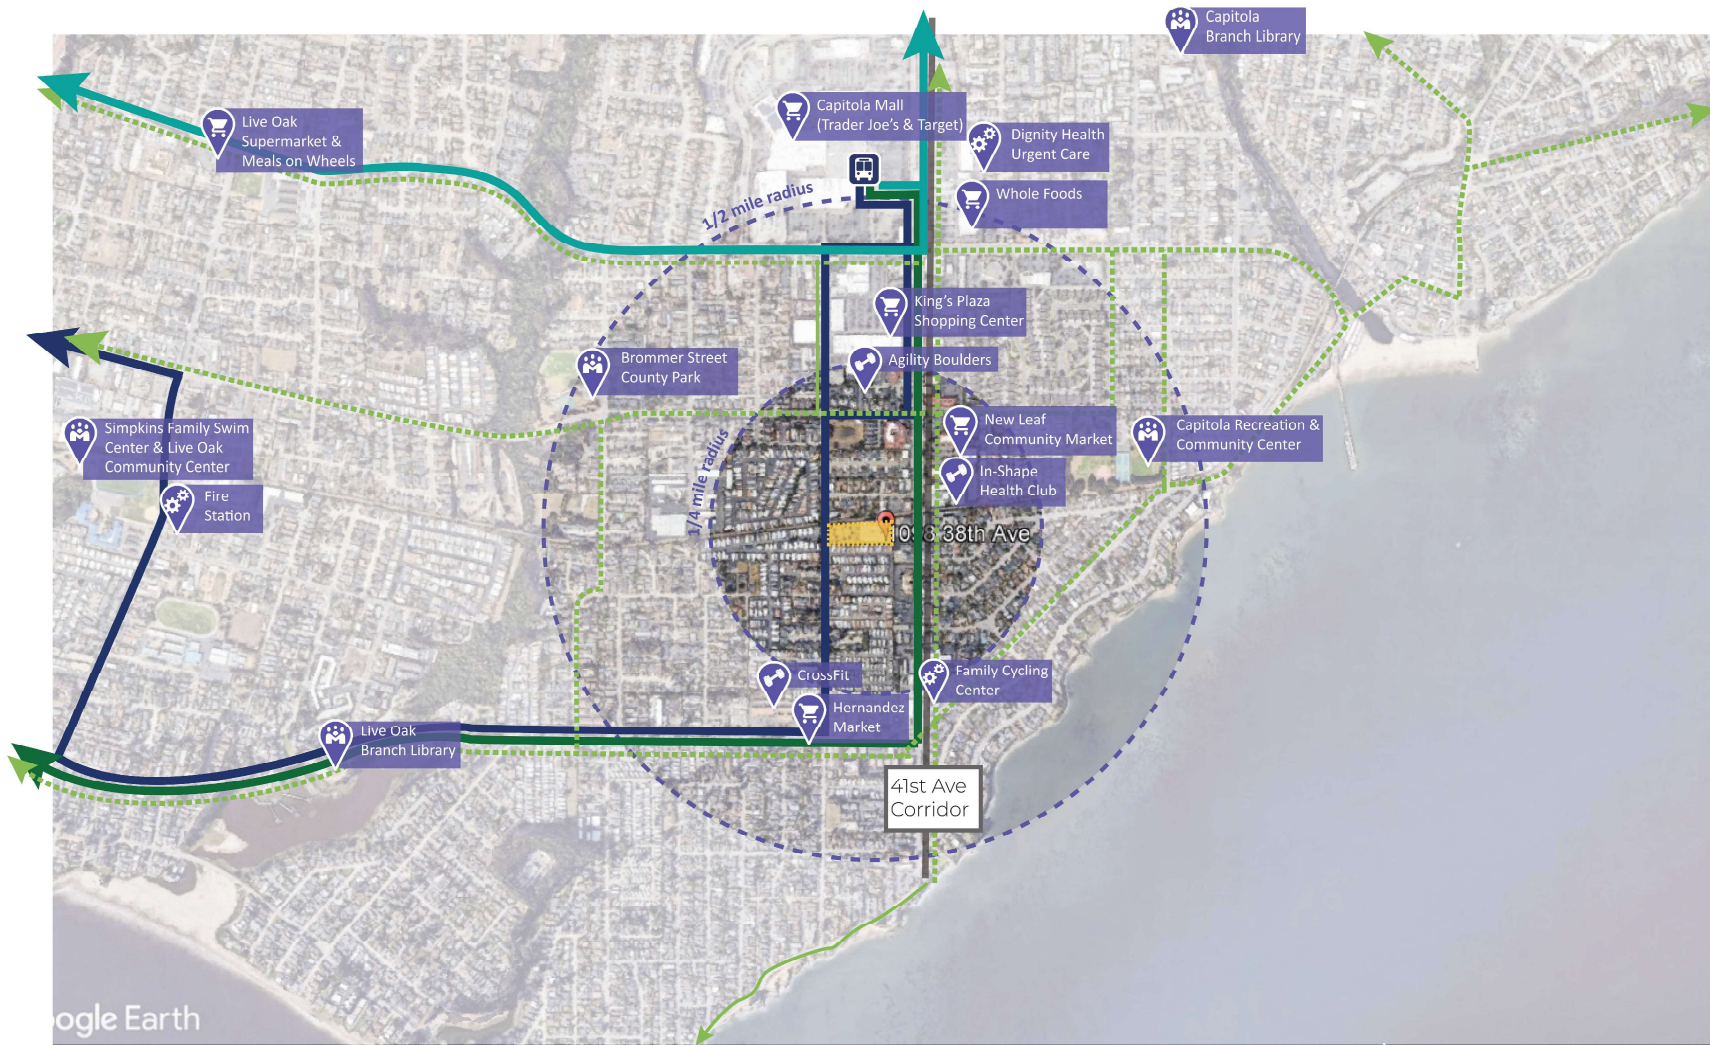 Capitola
Branch Library
Capitola Mall
(Trader Joe's & Target)
Live Oak
Supermarket &
Meals on Wheels
Dignity Health
Urgent Care
Whole Foods
1/2 mile radius
King's Plaza
Shopping Center
Agility Boulders
Brommer Street
County Park
New Leaf
Community Market
Capitola Recreation &
Community Center
Simpkins Family Swim
Center & Live Oak
Community Center
1/4 mile radius
In-Shape
Health Club
Fire
Station
38th Ave
CrossFit
Family Cycling
Center
Hernandez
Market
Live Oak
Branch Library
41st Ave
Corridor
ogle Earth